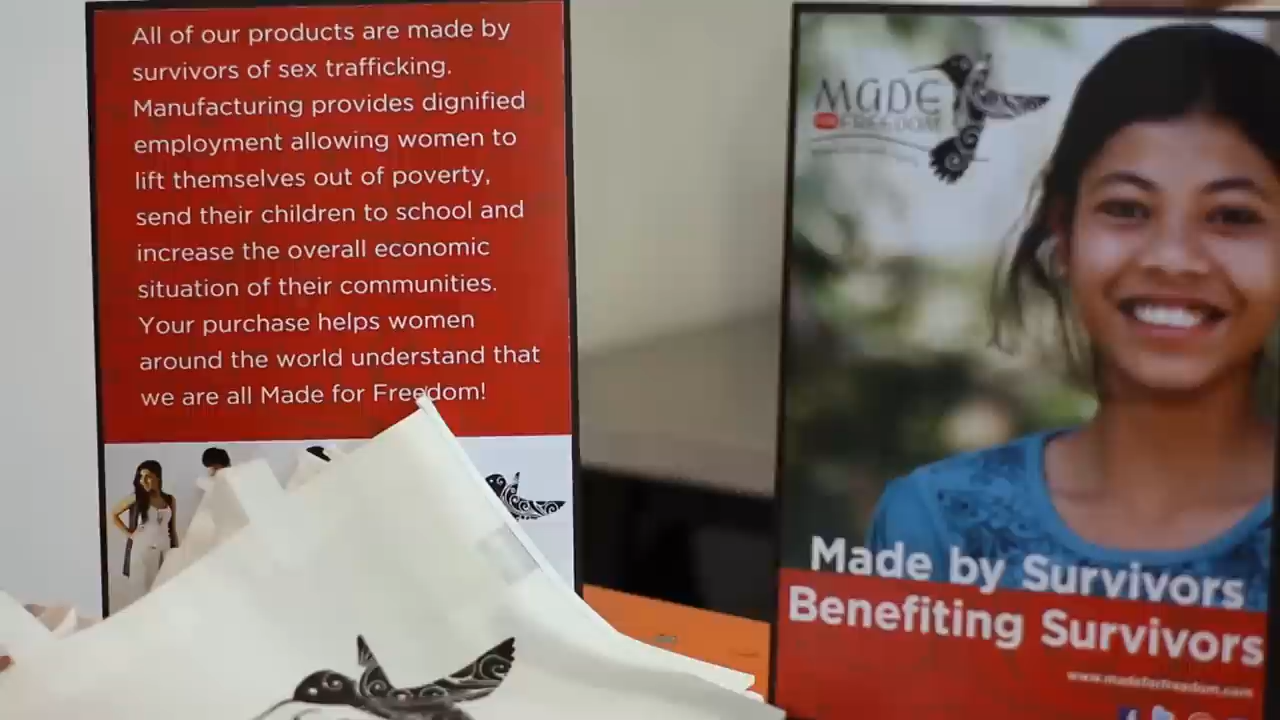 All of our products are made by
survivors of sex trafficking.
Manufacturing provides dignified
employment allowing women to
lift themselves out of poverty,
send their children to school and
increase the overall economic
situation of their communities.
Your purchase helps women
around the world understand that
we are all Made for Freedom!
MADE
FOR FREEDOM
Made by Survivors
Benefiting Survivors
www.madeforfreedom.com